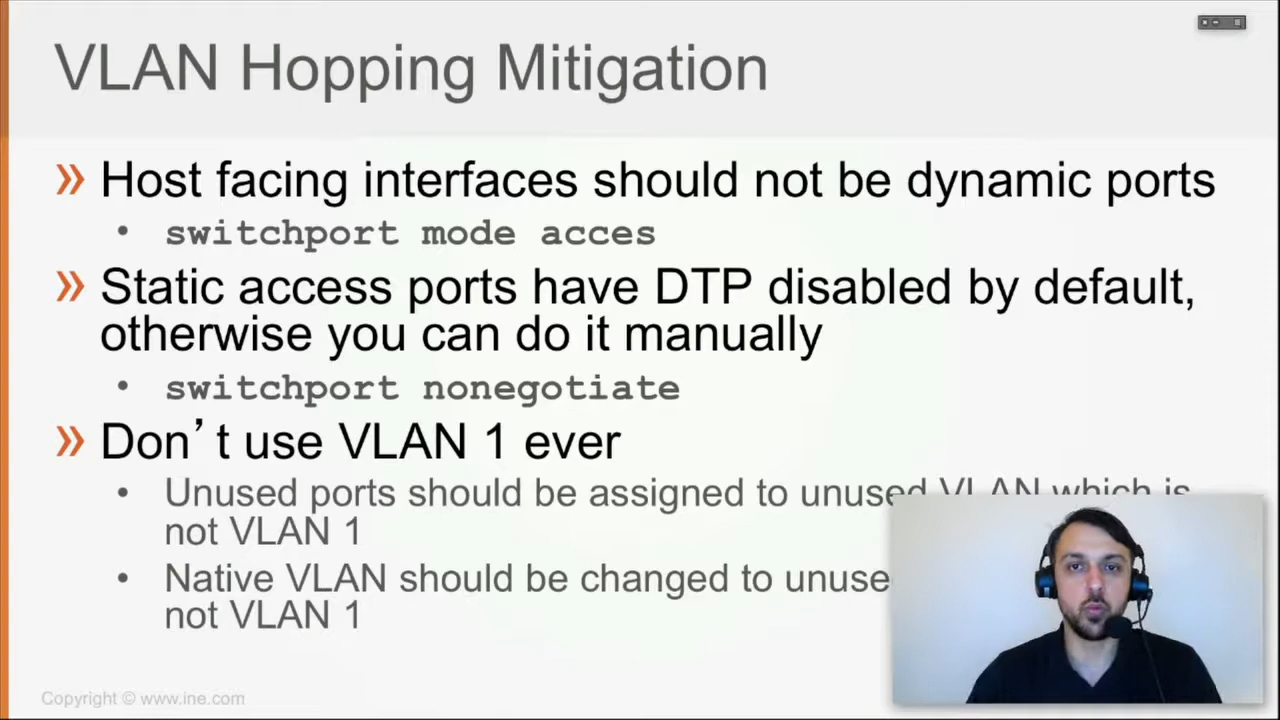 VLAN Hopping Mitigation
» Host facing interfaces should not be dynamic ports
• switchport mode acces
» Static access ports have DTP disabled by default,
otherwise you can do it manually
• switchport nonegotiate
» Don’t use VLAN 1 ever
• Unused ports should be assigned to unused VLAN which is
not VLAN 1
• Native VLAN should be changed to
not VLAN 1
Copyright © www.ine.com